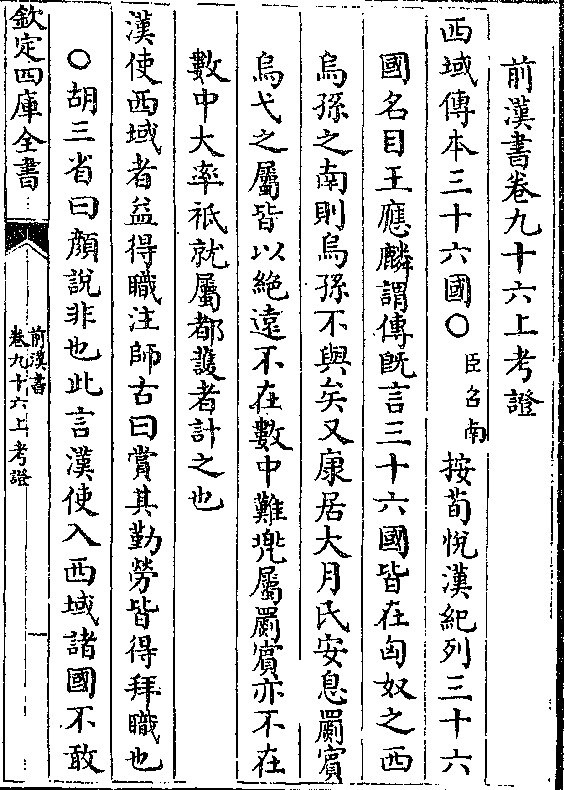 前漢書卷九十六上考證
西域傳本三十六國〇臣召南按荀悅漢紀列三十六
國名目王應麟謂傳既言三十六國皆在匈奴之西
烏孫之南則烏孫不與矣又康居大月氏安息罽賓
烏弋之屬皆以絶遠不在數中難兜屬罽賓亦不在
數中大率祇就屬都護者計之也
漢使西域者益得職注師古曰賞其勤勞皆得拜職也
〇胡三省曰顔說非也此言漢使入西域諸國不敢
欽定四庫全書
前漢書
卷九十六上考證
一